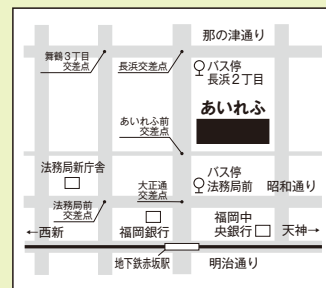 那の津通り
舞鶴3丁目
交差点
長浜交差点
バス停
長浜2丁目
あいれふ
あいれふ前
交差点
法務局新庁舎
大正通
交差点
バス停
法務局前
昭和通り
法務局前
交差点
←西新
福岡銀行
福岡中
央銀行
天神→
地下鉄赤坂駅
明治通り